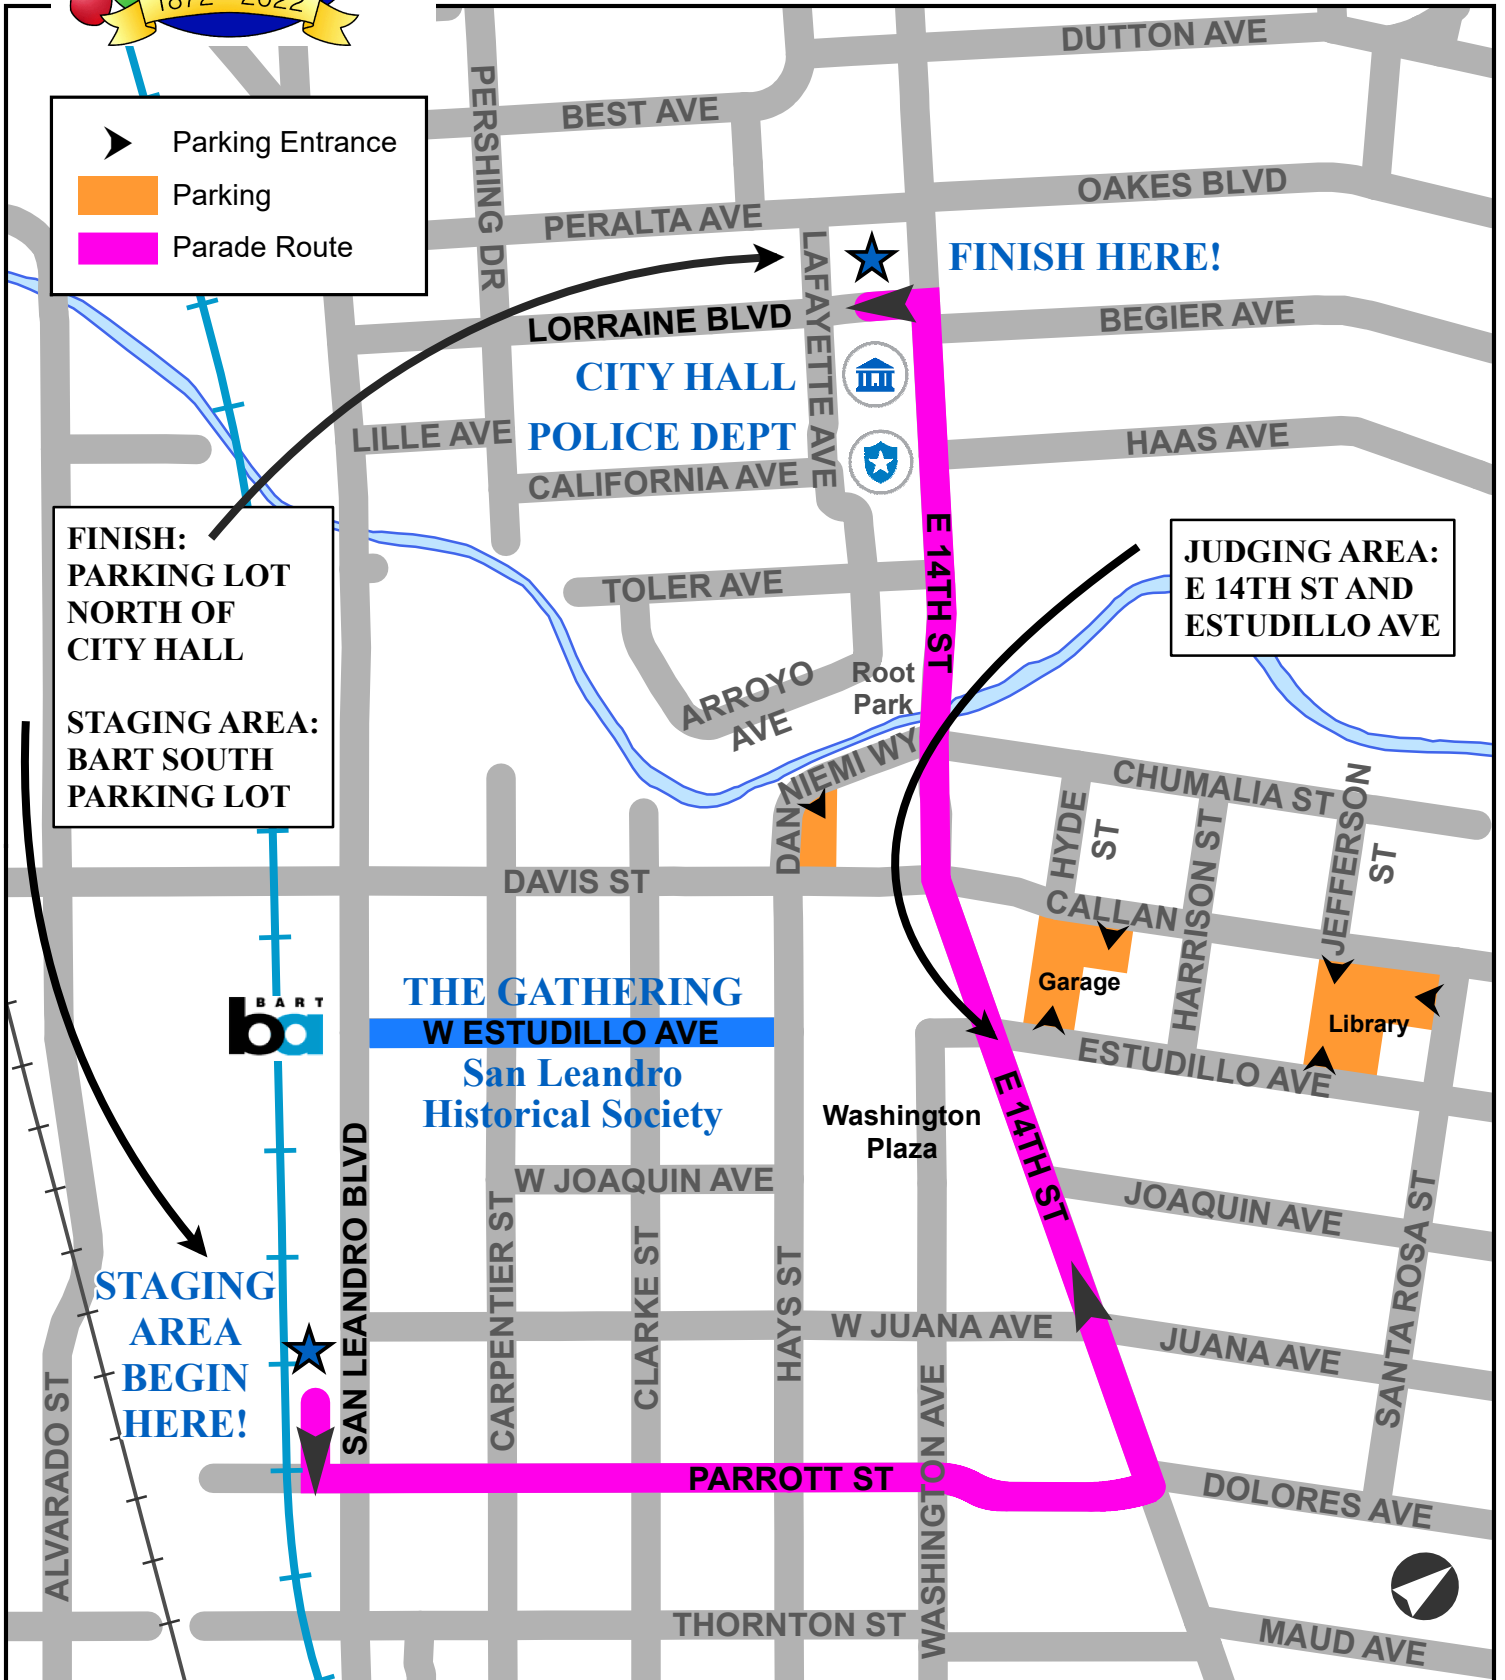 1872 - 2022
Parking Entrance
Parking
Parade Route
DUTTON AVE
BEST AVE
PERSHING DR
OAKES BLVD
PERALTA AVE
LAFAYETTE AVE
FINISH HERE!
LORRAINE BLVD
BEGIER AVE
CITY HALL
LILLE AVE
POLICE DEPT
HAAS AVE
CALIFORNIA AVE
E 14TH ST
FINISH:
PARKING LOT
NORTH OF
CITY HALL
STAGING AREA:
BART SOUTH
PARKING LOT
JUDGING AREA:
E 14TH ST AND
ESTUDILLO AVE
TOLER AVE
ARROYO
AVE
Root
Park
DAN NIEMI WY
CHUMALIA ST
HYDE
ST
HARRISON ST
JEFFERSON
ST
DAVIS ST
CALLAN
Garage
Library
THE GATHERING
W ESTUDILLO AVE
San Leandro
Historical Society
BART
ba
ESTUDILLO AVE
Washington
Plaza
E 14TH ST
W JOAQUIN AVE
JOAQUIN AVE
SAN LEANDRO BLVD
CARPENTIER ST
CLARKE ST
HAYS ST
SANTA ROSA ST
STAGING
AREA
BEGIN
HERE!
W JUANA AVE
JUANA AVE
ALVARADO ST
WASHINGTON AVE
PARROTT ST
DOLORES AVE
THORNTON ST
MAUD AVE